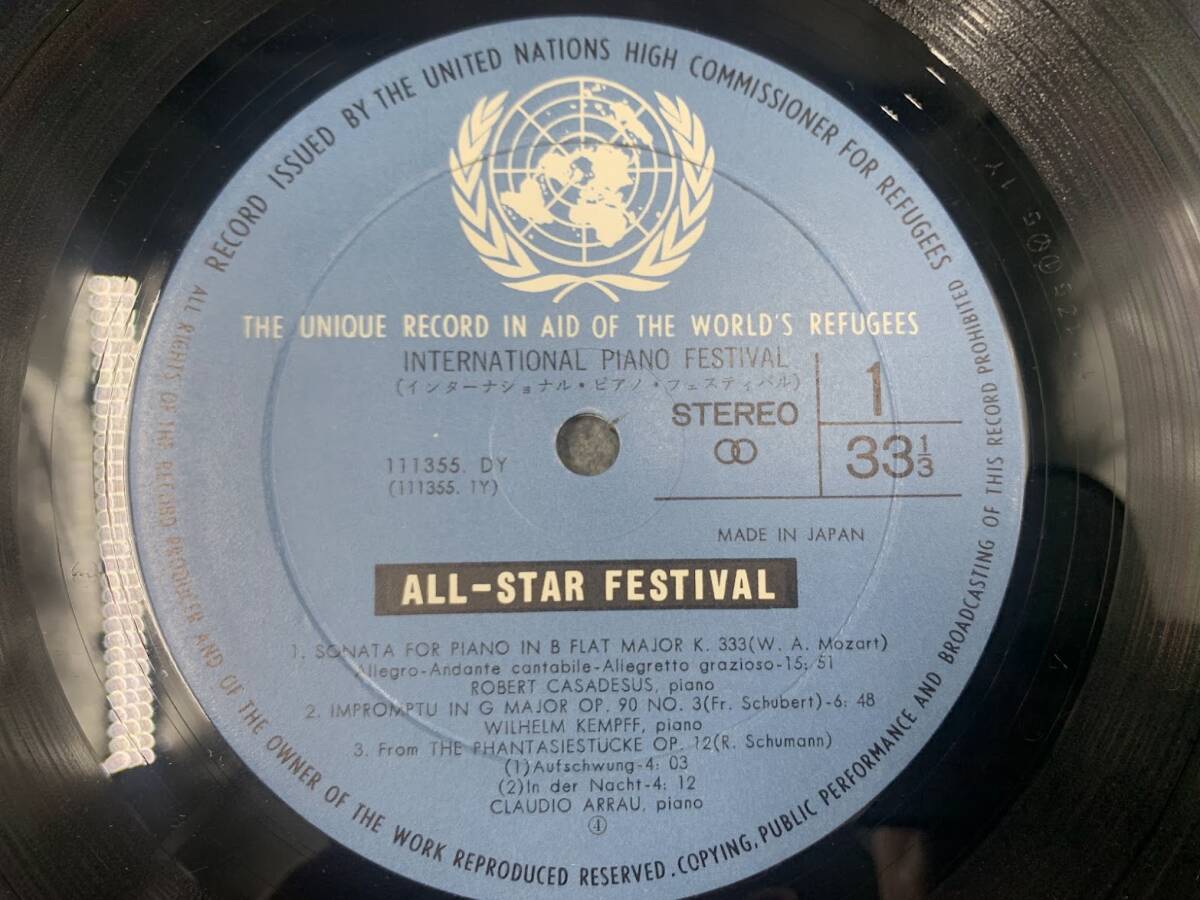 RECORD ISSUED BY THE UNITED NATIONS HIGH COMMISSIONER FOR REFUGEES
THE UNIQUE RECORD IN AID OF THE WORLD'S REFUGEES
INTERNATIONAL PIANO FESTIVAL
(インターナショナル・ピアノ・フェスティバル)
STEREO
1
33⅓
111355. DY
(111355. 1Y)
MADE IN JAPAN
ALL-STAR FESTIVAL
1. SONATA FOR PIANO IN B FLAT MAJOR K. 333(W. A. Mozart)
Allegro-Andante cantabile-Allegretto grazioso-15: 51
ROBERT CASADESUS, piano
2. IMPROMPTU IN G MAJOR OP. 90 NO. 3(Fr. Schubert)-6: 48
WILHELM KEMPFF, piano
3. From THE PHANTASIESTÜCKE OP. 12(R. Schumann)
(1)Aufschwung-4: 03
(2)In der Nacht-4: 12
CLAUDIO ARRAU, piano
④
ALL RIGHTS OF THE RECORD PRODUCER AND OF THE OWNER OF THE WORK REPRODUCED RESERVED. COPYING, PUBLIC PERFORMANCE AND BROADCASTING OF THIS RECORD PROHIBITED